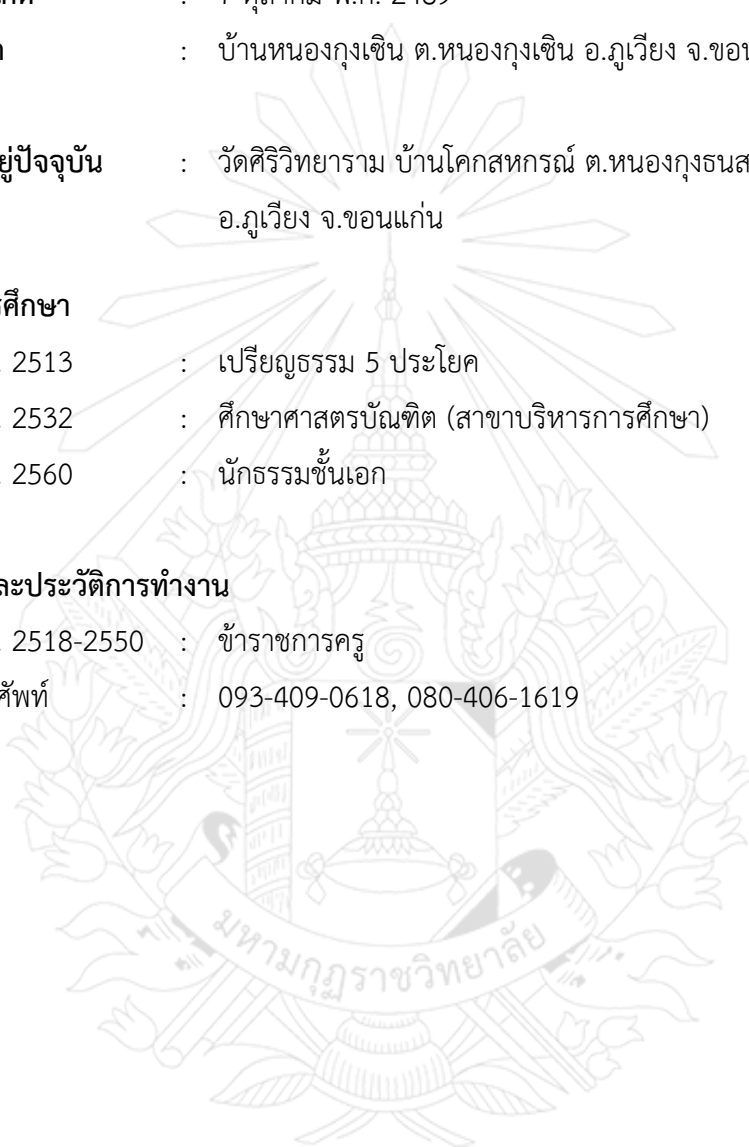 : บ้านหนองกุงเซิน ต.หนองกุงเซิน อ.ภูเวียง จ.ขอน
ยู่ปัจจุบัน : วัดศิริวิทยาราม บ้านโคกสหกรณ์ ต.หนองกุงธนส
อ.ภูเวียง จ.ขอนแก่น
ศึกษา
. 2513 : เปรียญธรรม 5 ประโยค
. 2532 : ศึกษาศาสตรบัณฑิต (สาขาบริหารการศึกษา)
. 2560 : นักธรรมชั้นเอก
ละประวัติการทำงาน
. 2518-2550 : ข้าราชการครู
ศัพท์ : 093-409-0618, 080-406-1619
มหามกุฏราชวิทยาลัย